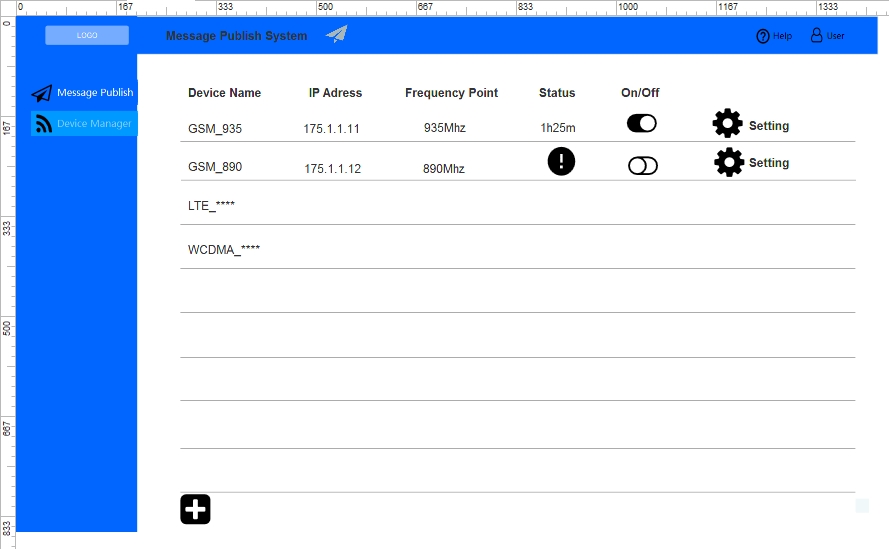 0 167 333 500 667 833 1000 1167 1333
0
167
333
500
667
833
LOGO
Message Publish System
Help
User
Message Publish
Device Manager
Device Name IP Adress Frequency Point Status On/Off
GSM_935 175.1.1.11 935Mhz 1h25m Setting
GSM_890 175.1.1.12 890Mhz ! Setting
LTE_****
WCDMA_****